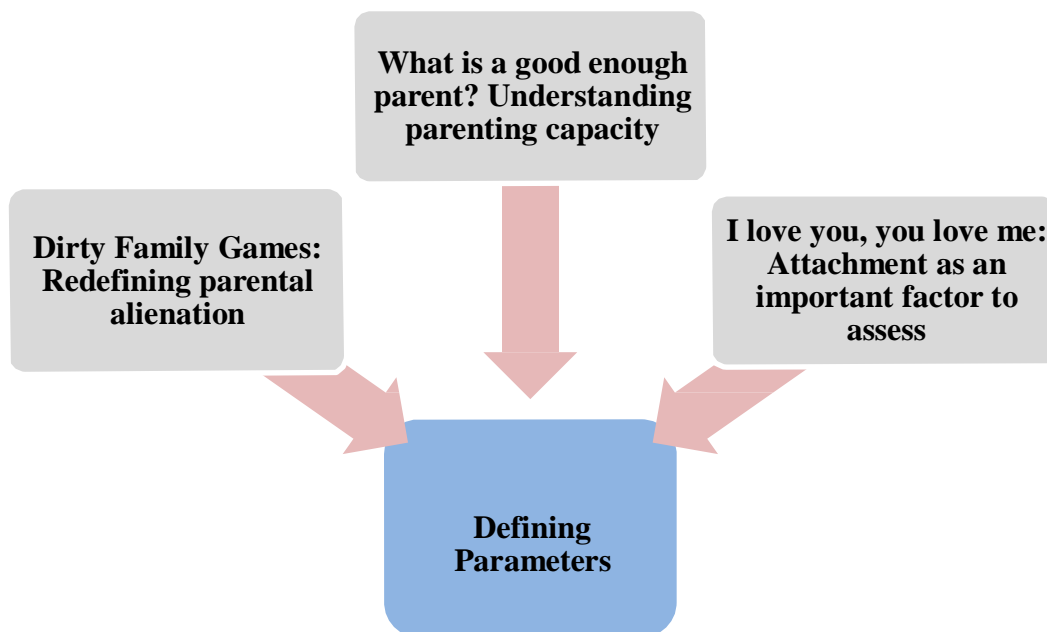 What is a good enough
parent? Understanding
parenting capacity
Dirty Family Games:
Redefining parental
alienation
I love you, you love me:
Attachment as an
important factor to
assess
Defining
Parameters